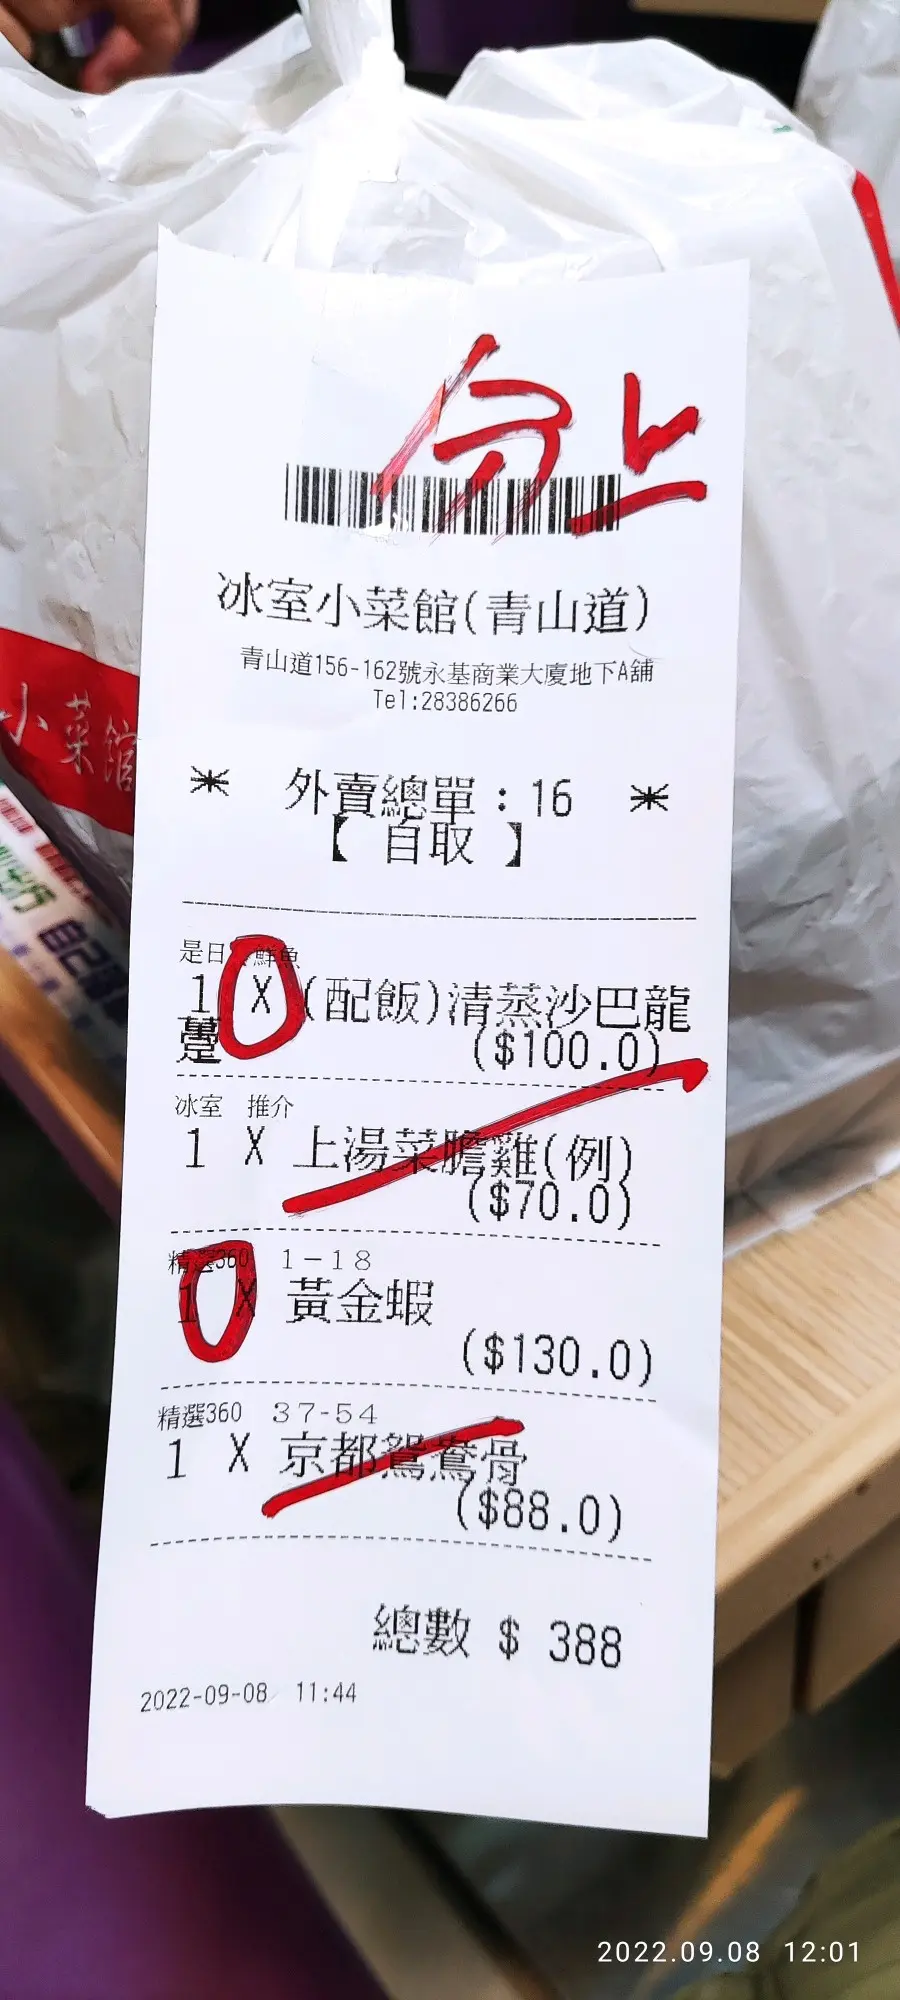 份上
冰室小菜館(青山道)
青山道156-162號永基商業大廈地下A舖
Tel:28386266
* 外賣總單：16 *
【 自取 】
是日 鮮魚
1 X (配飯)清蒸沙巴龍
躉 ($100.0)
冰室 推介
1 X 上湯菜膽雞(例)
($70.0)
精選360 1-18
1 X 黃金蝦
($130.0)
精選360 37-54
1 X 京都鴛鴦骨
($88.0)
總數 $ 388
2022-09-08 11:44
小菜館
自己
2022.09.08 12:01